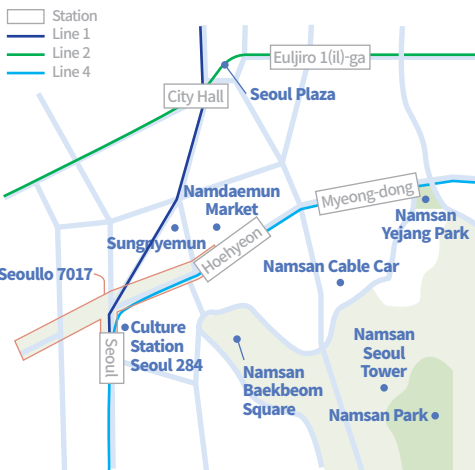 Station
Line 1
Line 2
Line 4
Euljiro 1(il)-ga
City Hall
Seoul Plaza
Namdaemun
Market
Myeong-dong
Namsan
Yejang Park
Sungnyemun
Hoehyeon
Namsan Cable Car
Seoullo 7017
Culture
Station
Seoul 284
Seoul
Namsan
Seoul
Tower
Namsan
Baekbeom
Square
Namsan Park